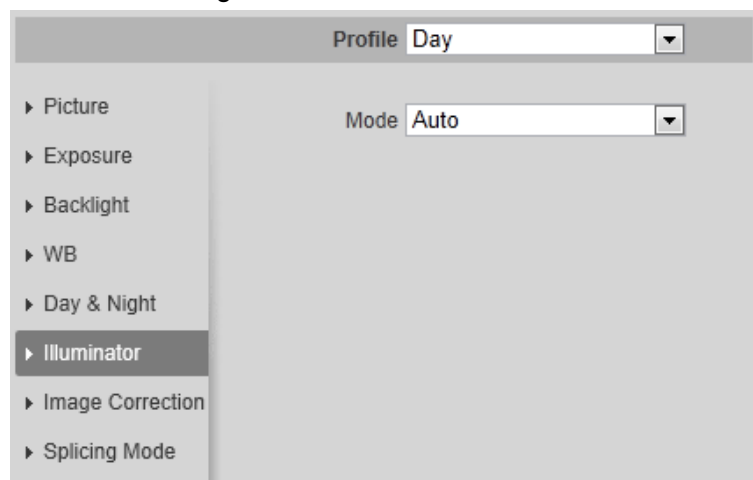 Profile Day
Picture
Mode Auto
Exposure
Backlight
WB
Day & Night
Illuminator
Image Correction
Splicing Mode